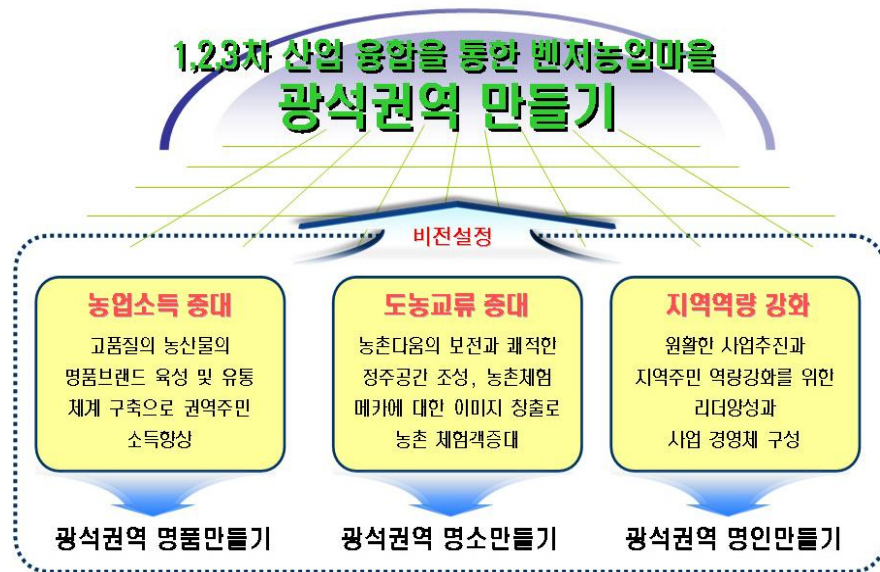 1,2,3차 산업 융합을 통한 벤처농업마을
광석권역 만들기
비전설정
농업소득 증대
고품질의 농산물의
명품브랜드 육성 및 유통
체계 구축으로 권역주민
소득향상
도농교류 증대
농촌다움의 보전과 쾌적한
정주공간 조성, 농촌체험
메카에 대한 이미지 창출로
농촌 체험객증대
지역역량 강화
원활한 사업추진과
지역주민 역량강화를 위한
리더양성과
사업 경영체 구성
광석권역 명품만들기
광석권역 명소만들기
광석권역 명인만들기